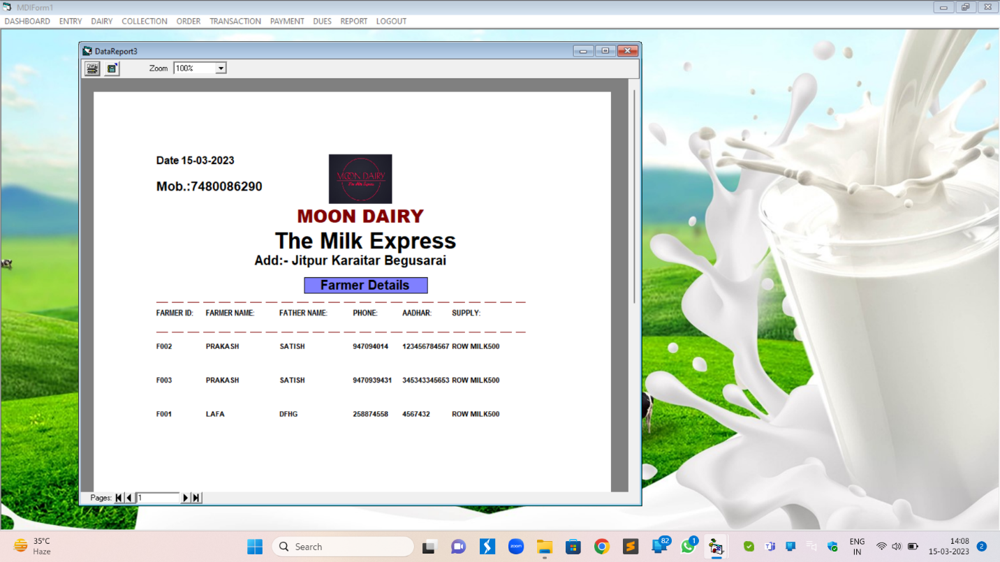 MDIForm1
DASHBOARD ENTRY DAIRY COLLECTION ORDER TRANSACTION PAYMENT DUES REPORT LOGOUT
DataReport3
Zoom 100%
Date 15-03-2023
Mob.:7480086290
MOON DAIRY
The Milk Express
MOON DAIRY
The Milk Express
Add:- Jitpur Karaitar Begusarai
Farmer Details
FARMER ID: FARMER NAME: FATHER NAME: PHONE: AADHAR: SUPPLY:
F002 PRAKASH SATISH 947094014 123456784567 ROW MILK500
F003 PRAKASH SATISH 9470939431 345343345653 ROW MILK500
F001 LAFA DFHG 258874558 4567432 ROW MILK500
Pages: 1
35°C
Haze
Search
zoom
82
1
ENG
IN
14:08
15-03-2023
2